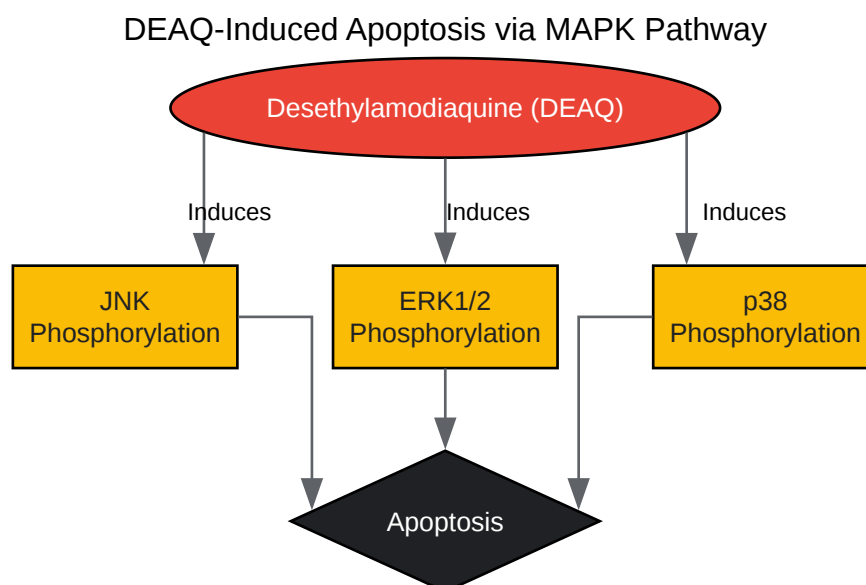 DEAQ-Induced Apoptosis via MAPK Pathway
Desethylamodiaquine (DEAQ)
Induces
Induces
Induces
JNK
Phosphorylation
ERK1/2
Phosphorylation
p38
Phosphorylation
Apoptosis